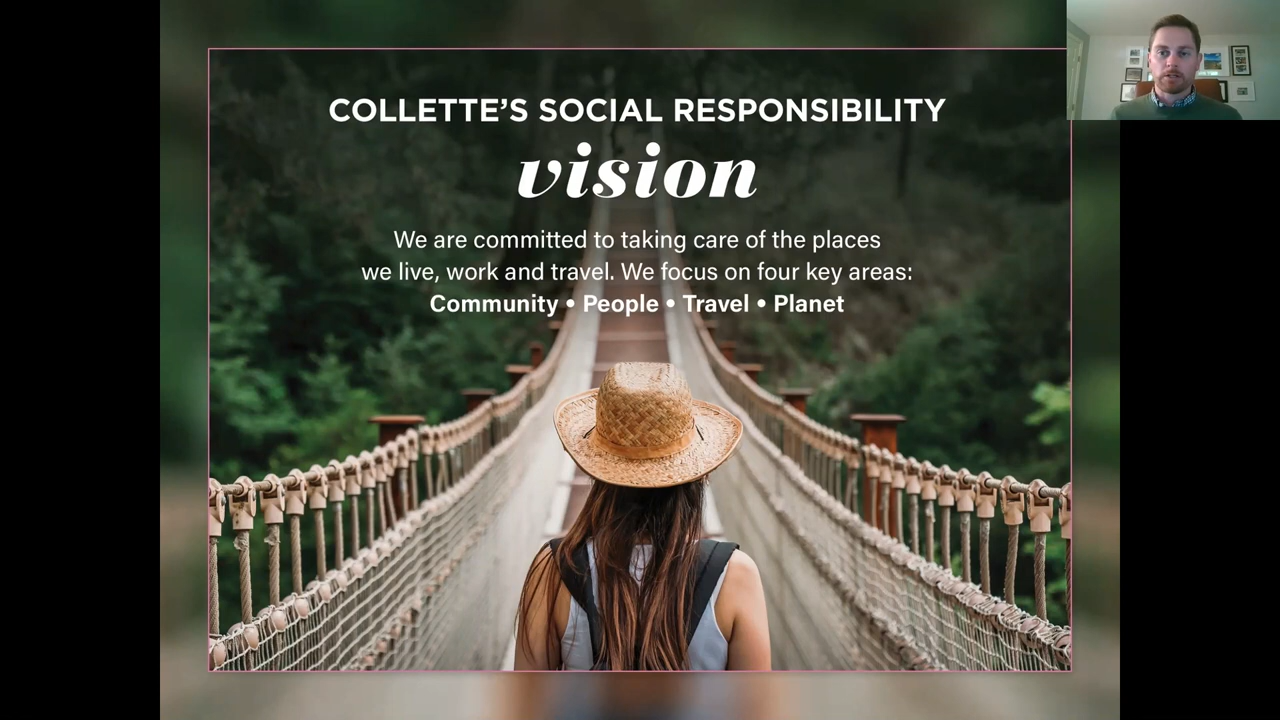 COLLETTE'S SOCIAL RESPONSIBILITY
vision
We are committed to taking care of the places
we live, work and travel. We focus on four key areas:
Community • People • Travel • Planet